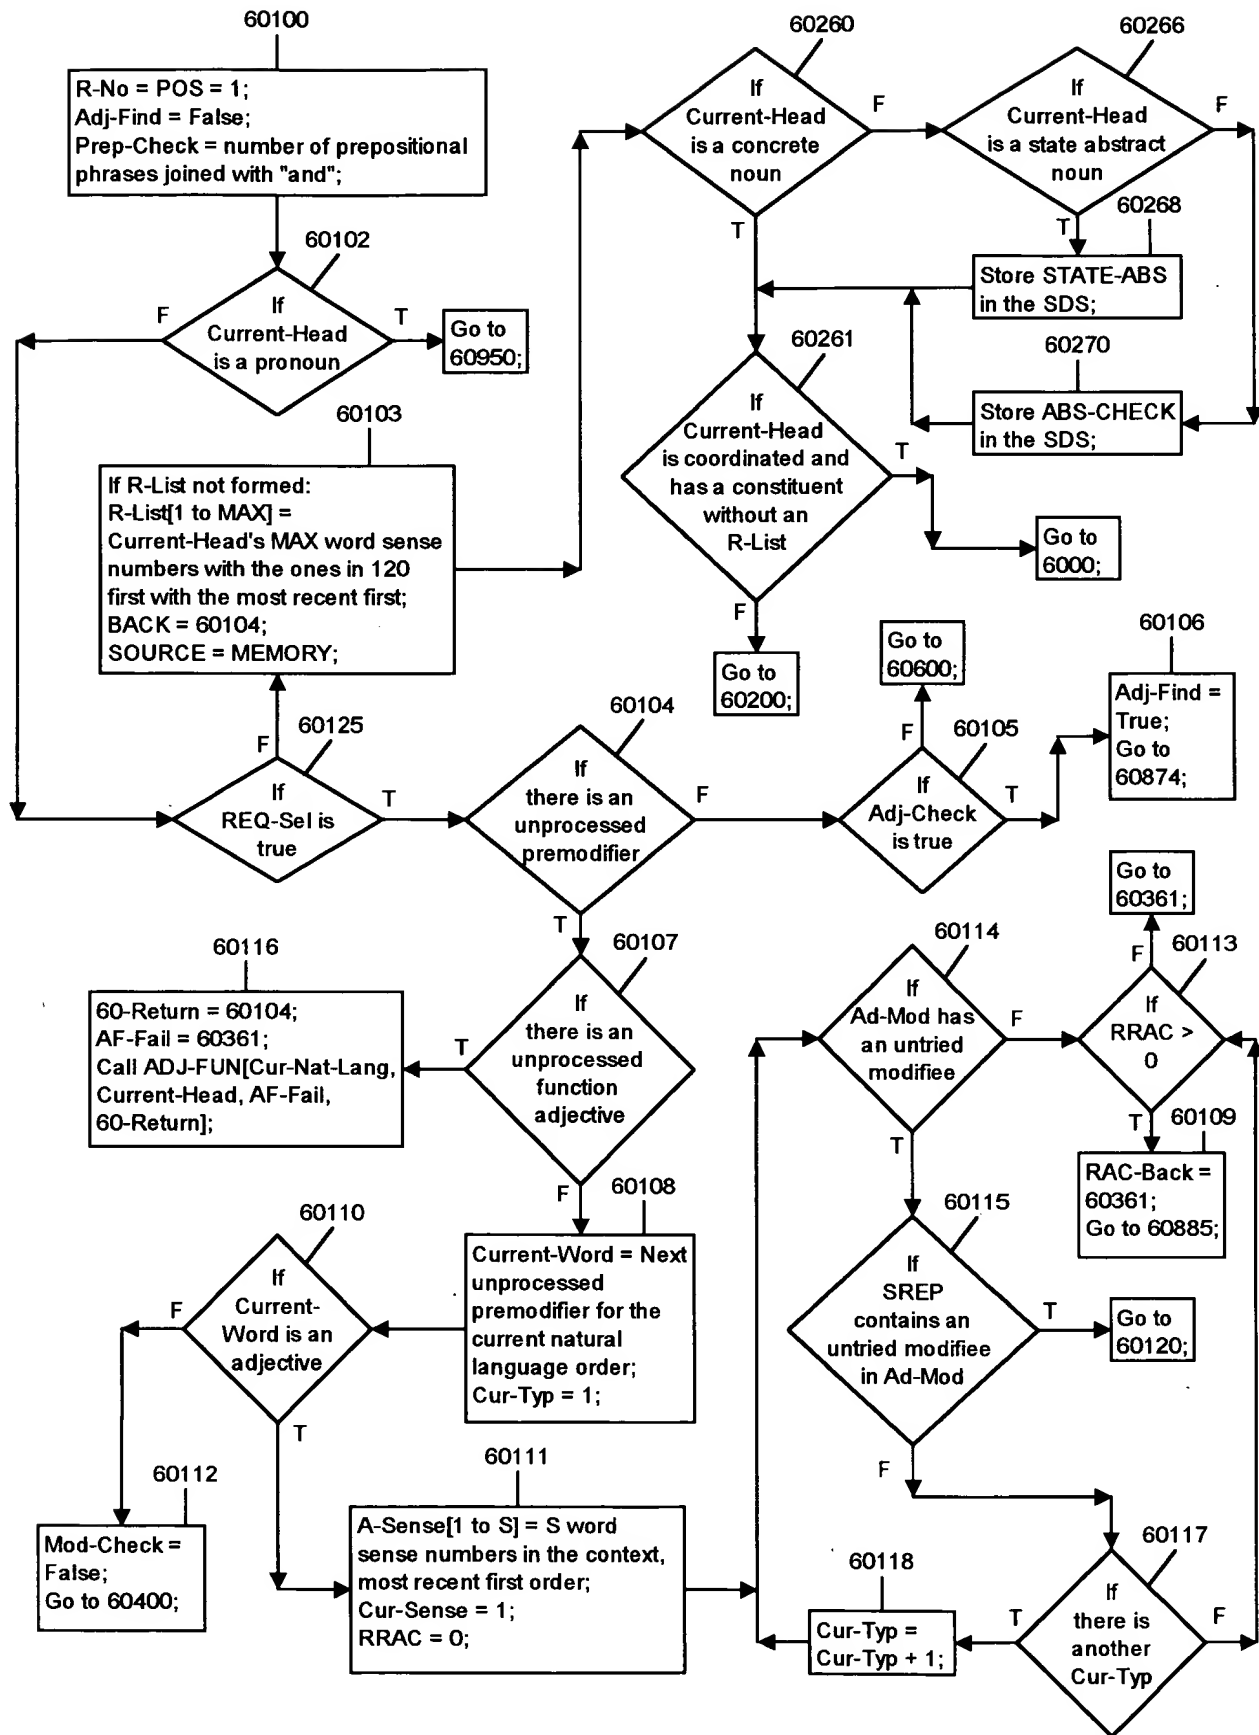 60100
R-No = POS = 1;
Adj-Find = False;
Prep-Check = number of prepositional
phrases joined with "and";
60102
If
Current-Head
is a pronoun
F
T
Go to
60950;
60103
If R-List not formed:
R-List[1 to MAX] =
Current-Head's MAX word sense
numbers with the ones in 120
first with the most recent first;
BACK = 60104;
SOURCE = MEMORY;
60125
F
If
REQ-Sel is
true
T
60260
If
Current-Head
is a concrete
noun
F
T
60266
If
Current-Head
is a state abstract
noun
F
T
60268
Store STATE-ABS
in the SDS;
60270
Store ABS-CHECK
in the SDS;
60261
If
Current-Head
is coordinated and
has a constituent
without an
R-List
T
Go to
6000;
F
Go to
60200;
60104
If
there is an
unprocessed
premodifier
F
T
Go to
60600;
F
60105
If
Adj-Check
is true
T
60106
Adj-Find =
True;
Go to
60874;
60107
If
there is an
unprocessed
function
adjective
T
F
60116
60-Return = 60104;
AF-Fail = 60361;
Call ADJ-FUN[Cur-Nat-Lang,
Current-Head, AF-Fail,
60-Return];
60108
Current-Word = Next
unprocessed
premodifier for the
current natural
language order;
Cur-Typ = 1;
60110
If
Current-
Word is an
adjective
F
T
60112
Mod-Check =
False;
Go to 60400;
60111
A-Sense[1 to S] = S word
sense numbers in the context,
most recent first order;
Cur-Sense = 1;
RRAC = 0;
60114
If
Ad-Mod has
an untried
modifiee
F
T
Go to
60361;
F
60113
If
RRAC >
0
T
60109
RAC-Back =
60361;
Go to 60885;
60115
If
SREP
contains an
untried modifiee
in Ad-Mod
T
Go to
60120;
F
60117
If
there is
another
Cur-Typ
T
F
60118
Cur-Typ =
Cur-Typ + 1;